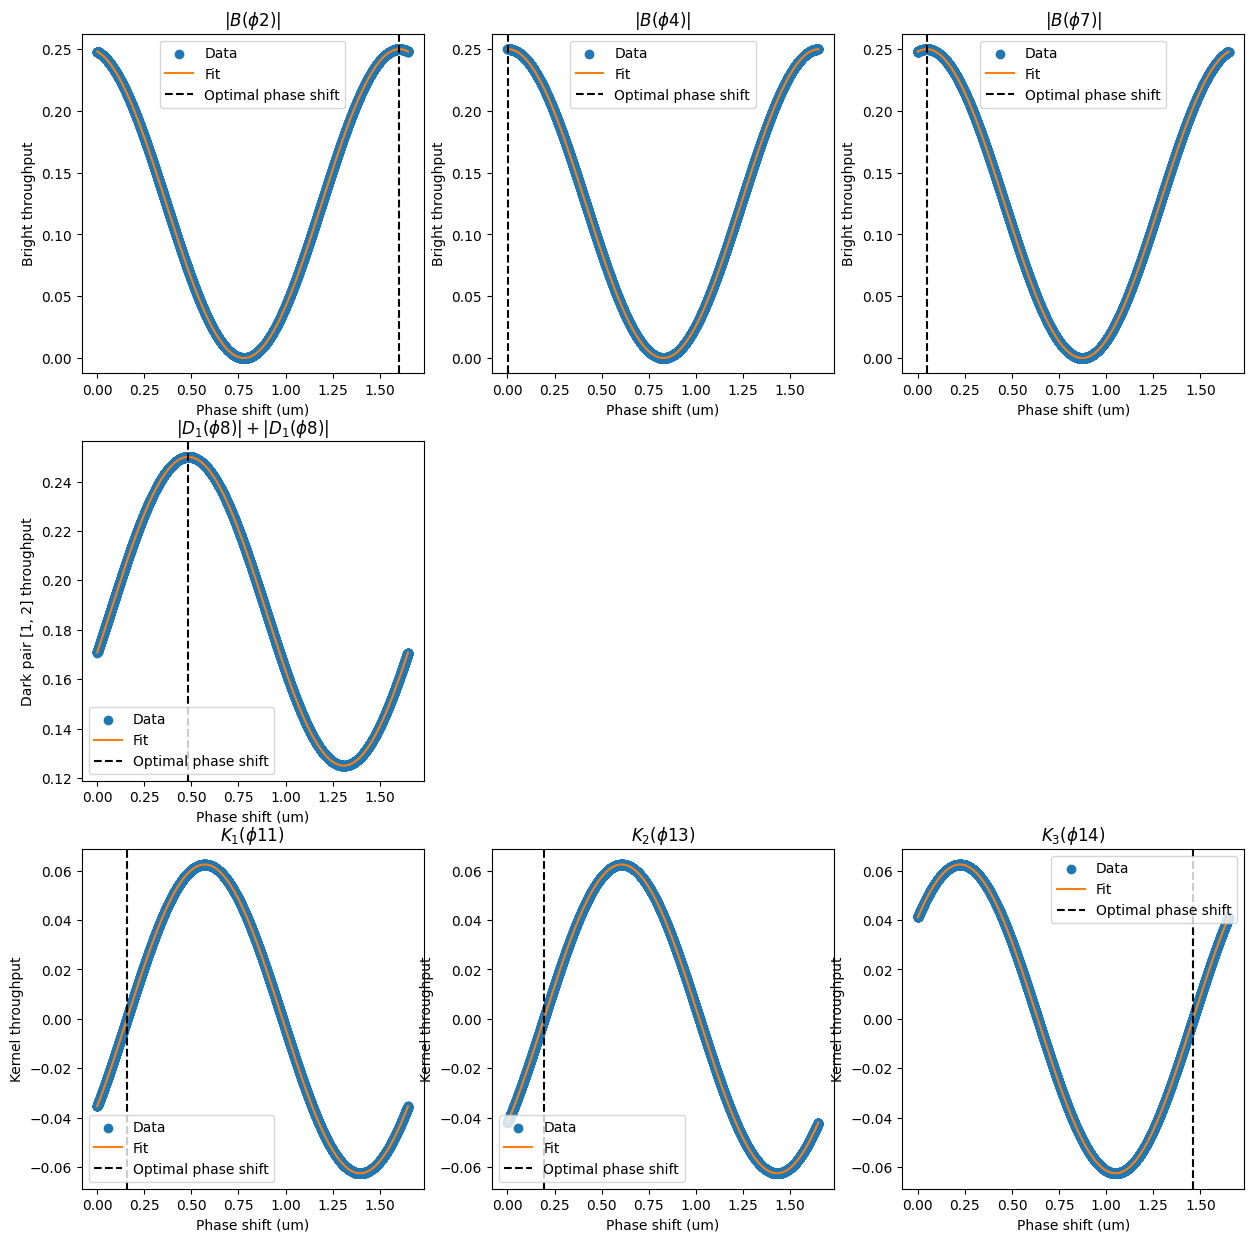 |B(ϕ2)|
0.25
0.20
0.15
0.10
0.05
0.00
Bright throughput
Data
Fit
Optimal phase shift
0.00 0.25 0.50 0.75 1.00 1.25 1.50
Phase shift (um)
|B(ϕ4)|
0.25
0.20
0.15
0.10
0.05
0.00
Bright throughput
Data
Fit
Optimal phase shift
0.00 0.25 0.50 0.75 1.00 1.25 1.50
Phase shift (um)
|B(ϕ7)|
0.25
0.20
0.15
0.10
0.05
0.00
Bright throughput
Data
Fit
Optimal phase shift
0.00 0.25 0.50 0.75 1.00 1.25 1.50
Phase shift (um)
|D₁(ϕ8)| + |D₁(ϕ8)|
0.24
0.22
0.20
0.18
0.16
0.14
0.12
Dark pair [1, 2] throughput
Data
Fit
Optimal phase shift
0.00 0.25 0.50 0.75 1.00 1.25 1.50
Phase shift (um)
K₁(ϕ11)
0.06
0.04
0.02
0.00
−0.02
−0.04
−0.06
Kernel throughput
Data
Fit
Optimal phase shift
0.00 0.25 0.50 0.75 1.00 1.25 1.50
Phase shift (um)
K₂(ϕ13)
0.06
0.04
0.02
0.00
−0.02
−0.04
−0.06
Kernel throughput
Data
Fit
Optimal phase shift
0.00 0.25 0.50 0.75 1.00 1.25 1.50
Phase shift (um)
K₃(ϕ14)
0.06
0.04
0.02
0.00
−0.02
−0.04
−0.06
Kernel throughput
Data
Fit
Optimal phase shift
0.00 0.25 0.50 0.75 1.00 1.25 1.50
Phase shift (um)